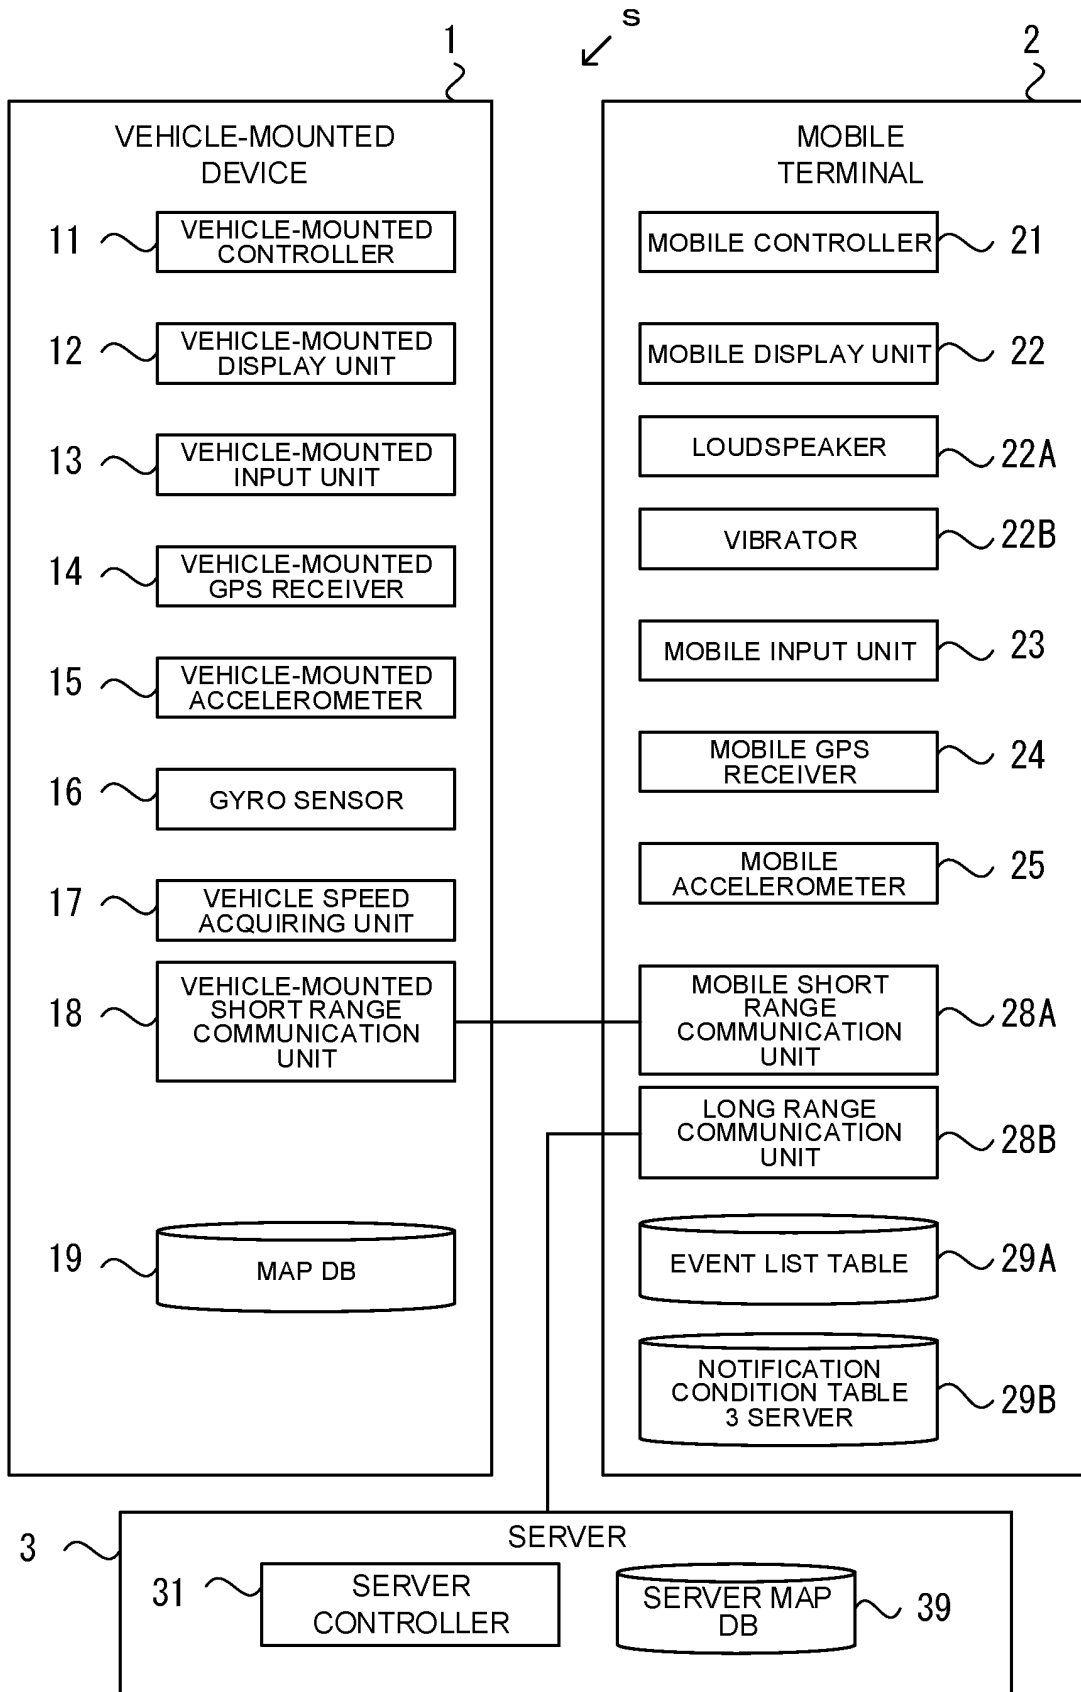 S
1
VEHICLE-MOUNTED
DEVICE
11
VEHICLE-MOUNTED
CONTROLLER
12
VEHICLE-MOUNTED
DISPLAY UNIT
13
VEHICLE-MOUNTED
INPUT UNIT
14
VEHICLE-MOUNTED
GPS RECEIVER
15
VEHICLE-MOUNTED
ACCELEROMETER
16
GYRO SENSOR
17
VEHICLE SPEED
ACQUIRING UNIT
18
VEHICLE-MOUNTED
SHORT RANGE
COMMUNICATION
UNIT
19
MAP DB
2
MOBILE
TERMINAL
MOBILE CONTROLLER
21
MOBILE DISPLAY UNIT
22
LOUDSPEAKER
22A
VIBRATOR
22B
MOBILE INPUT UNIT
23
MOBILE GPS
RECEIVER
24
MOBILE
ACCELEROMETER
25
MOBILE SHORT
RANGE
COMMUNICATION
UNIT
28A
LONG RANGE
COMMUNICATION
UNIT
28B
EVENT LIST TABLE
29A
NOTIFICATION
CONDITION TABLE
3 SERVER
29B
3
SERVER
31
SERVER
CONTROLLER
SERVER MAP
DB
39